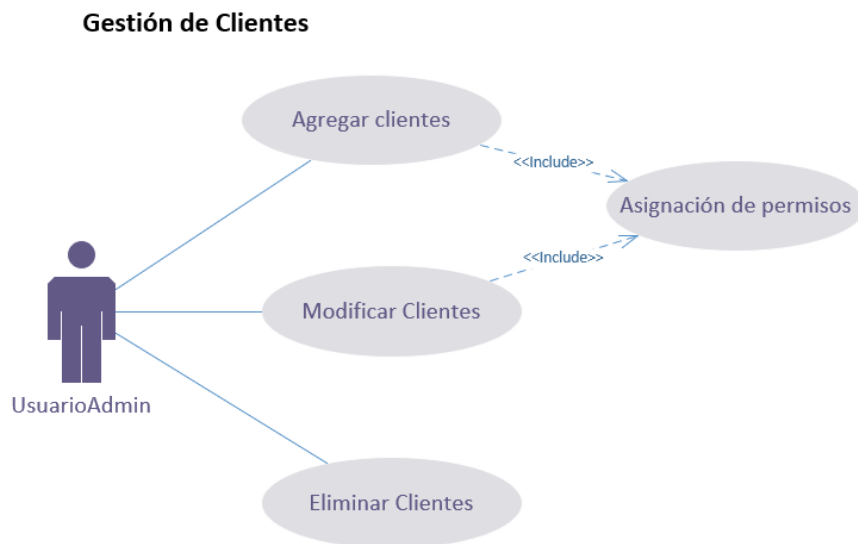 Gestión de Clientes
Agregar clientes
<<Include>>
Asignación de permisos
<<Include>>
Modificar Clientes
UsuarioAdmin
Eliminar Clientes